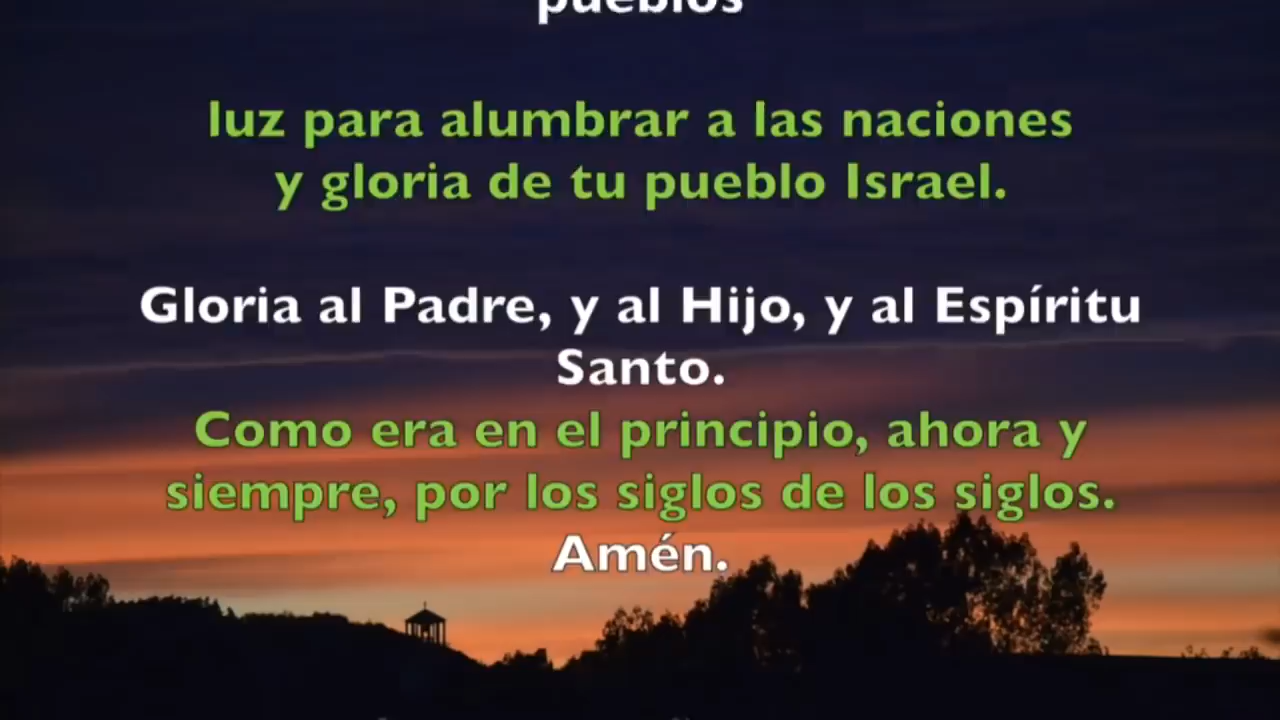 pueblos
luz para alumbrar a las naciones
y gloria de tu pueblo Israel.
Gloria al Padre, y al Hijo, y al Espíritu
Santo.
Como era en el principio, ahora y
siempre, por los siglos de los siglos.
Amén.